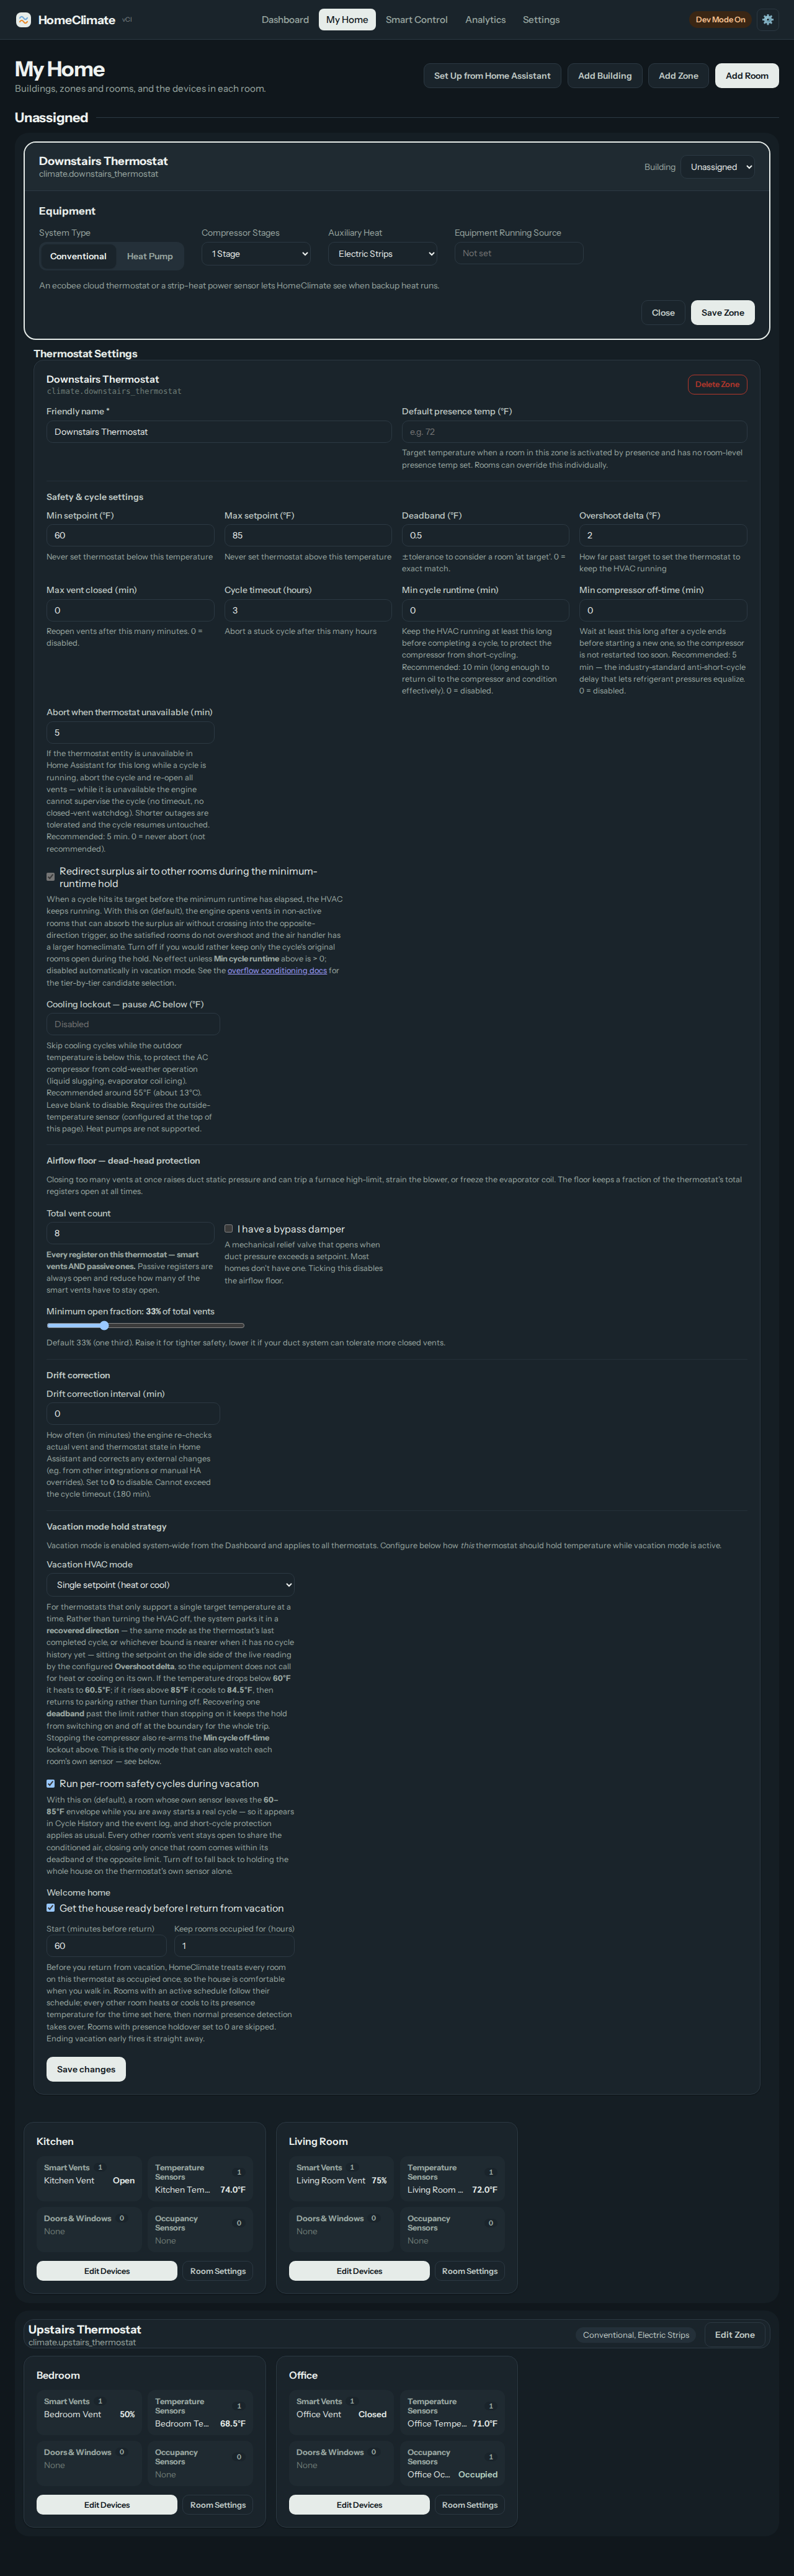 HomeClimate vCI
Dashboard My Home Smart Control Analytics Settings
Dev Mode On
My Home
Buildings, zones and rooms, and the devices in each room.
Set Up from Home Assistant Add Building Add Zone Add Room
Unassigned
Downstairs Thermostat
climate.downstairs_thermostat
Building Unassigned
Equipment
System Type Compressor Stages Auxiliary Heat Equipment Running Source
Conventional Heat Pump 1 Stage Electric Strips Not set
An ecobee cloud thermostat or a strip-heat power sensor lets HomeClimate see when backup heat runs.
Close Save Zone
Thermostat Settings
Downstairs Thermostat
climate.downstairs_thermostat
Delete Zone
Friendly name *
Downstairs Thermostat
Default presence temp (°F)
e.g. 72
Target temperature when a room in this zone is activated by presence and has no room-level
presence temp set. Rooms can override this individually.
Safety & cycle settings
Min setpoint (°F)
60
Never set thermostat below this temperature
Max setpoint (°F)
85
Never set thermostat above this temperature
Deadband (°F)
0.5
±tolerance to consider a room 'at target'. 0 =
exact match.
Overshoot delta (°F)
2
How far past target to set the thermostat to
keep the HVAC running
Max vent closed (min)
0
Reopen vents after this many minutes. 0 =
disabled.
Cycle timeout (hours)
3
Abort a stuck cycle after this many hours
Min cycle runtime (min)
0
Keep the HVAC running at least this long
before completing a cycle, to protect the
compressor from short-cycling.
Recommended: 10 min (long enough to
return oil to the compressor and condition
effectively). 0 = disabled.
Min compressor off-time (min)
0
Wait at least this long after a cycle ends
before starting a new one, so the compressor
is not restarted too soon. Recommended: 5
min — the industry-standard anti-short-cycle
delay that lets refrigerant pressures equalize.
0 = disabled.
Abort when thermostat unavailable (min)
5
If the thermostat entity is unavailable in
Home Assistant for this long while a cycle is
running, abort the cycle and re-open all
vents — while it is unavailable the engine
cannot supervise the cycle (no timeout, no
closed-vent watchdog). Shorter outages are
tolerated and the cycle resumes untouched.
Recommended: 5 min. 0 = never abort (not
recommended).
Redirect surplus air to other rooms during the minimum-
runtime hold
When a cycle hits its target before the minimum runtime has elapsed, the HVAC
keeps running. With this on (default), the engine opens vents in non-active
rooms that can absorb the surplus air without crossing into the opposite-
direction trigger, so the satisfied rooms do not overshoot and the air handler has
a larger homeclimate. Turn off if you would rather keep only the cycle's original
rooms open during the hold. No effect unless Min cycle runtime above is > 0;
disabled automatically in vacation mode. See the overflow conditioning docs for
the tier-by-tier candidate selection.
Cooling lockout — pause AC below (°F)
Disabled
Skip cooling cycles while the outdoor
temperature is below this, to protect the AC
compressor from cold-weather operation
(liquid slugging, evaporator coil icing).
Recommended around 55°F (about 13°C).
Leave blank to disable. Requires the outside-
temperature sensor (configured at the top of
this page). Heat pumps are not supported.
Airflow floor — dead-head protection
Closing too many vents at once raises duct static pressure and can trip a furnace high-limit, strain the blower, or freeze the evaporator coil. The floor keeps a fraction of the thermostat's total
registers open at all times.
Total vent count
8
Every register on this thermostat — smart
vents AND passive ones. Passive registers are
always open and reduce how many of the
smart vents have to stay open.
I have a bypass damper
A mechanical relief valve that opens when
duct pressure exceeds a setpoint. Most
homes don't have one. Ticking this disables
the airflow floor.
Minimum open fraction: 33% of total vents
Default 33% (one third). Raise it for tighter safety, lower it if your duct system can tolerate more closed vents.
Drift correction
Drift correction interval (min)
0
How often (in minutes) the engine re-checks
actual vent and thermostat state in Home
Assistant and corrects any external changes
(e.g. from other integrations or manual HA
overrides). Set to 0 to disable. Cannot exceed
the cycle timeout (180 min).
Vacation mode hold strategy
Vacation mode is enabled system-wide from the Dashboard and applies to all thermostats. Configure below how this thermostat should hold temperature while vacation mode is active.
Vacation HVAC mode
Single setpoint (heat or cool)
For thermostats that only support a single target temperature at a
time. Rather than turning the HVAC off, the system parks it in a
recovered direction — the same mode as the thermostat's last
completed cycle, or whichever bound is nearer when it has no cycle
history yet — sitting the setpoint on the idle side of the live reading
by the configured Overshoot delta, so the equipment does not call
for heat or cooling on its own. If the temperature drops below 60°F
it heats to 60.5°F; if it rises above 85°F it cools to 84.5°F, then
returns to parking rather than turning off. Recovering one
deadband past the limit rather than stopping on it keeps the hold
from switching on and off at the boundary for the whole trip.
Stopping the compressor also re-arms the Min cycle off-time
lockout above. This is the only mode that can also watch each
room's own sensor — see below.
Run per-room safety cycles during vacation
With this on (default), a room whose own sensor leaves the 60–
85°F envelope while you are away starts a real cycle — so it appears
in Cycle History and the event log, and short-cycle protection
applies as usual. Every other room's vent stays open to share the
conditioned air, closing only once that room comes within its
deadband of the opposite limit. Turn off to fall back to holding the
whole house on the thermostat's own sensor alone.
Welcome home
Get the house ready before I return from vacation
Start (minutes before return) Keep rooms occupied for (hours)
60 1
Before you return from vacation, HomeClimate treats every room
on this thermostat as occupied once, so the house is comfortable
when you walk in. Rooms with an active schedule follow their
schedule; every other room heats or cools to its presence
temperature for the time set here, then normal presence detection
takes over. Rooms with presence holdover set to 0 are skipped.
Ending vacation early fires it straight away.
Save changes
Kitchen
Smart Vents 1
Kitchen Vent Open
Temperature
Sensors 1
Kitchen Tem... 74.0°F
Doors & Windows 0
None
Occupancy
Sensors 0
None
Edit Devices Room Settings
Living Room
Smart Vents 1
Living Room Vent 75%
Temperature
Sensors 1
Living Room ... 72.0°F
Doors & Windows 0
None
Occupancy
Sensors 0
None
Edit Devices Room Settings
Upstairs Thermostat
climate.upstairs_thermostat
Conventional, Electric Strips Edit Zone
Bedroom
Smart Vents 1
Bedroom Vent 50%
Temperature
Sensors 1
Bedroom Te... 68.5°F
Doors & Windows 0
None
Occupancy
Sensors 0
None
Edit Devices Room Settings
Office
Smart Vents 1
Office Vent Closed
Temperature
Sensors 1
Office Tempe... 71.0°F
Doors & Windows 0
None
Occupancy
Sensors 1
Office Oc... Occupied
Edit Devices Room Settings